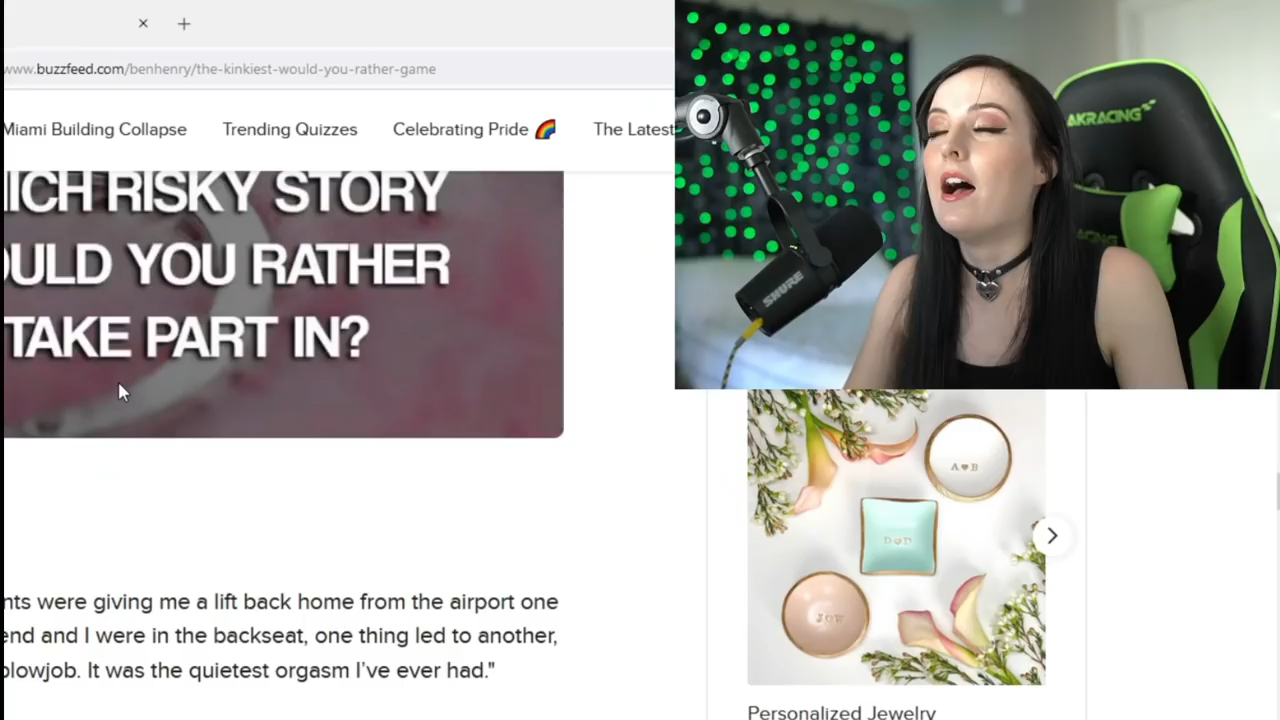 www.buzzfeed.com/benhenry/the-kinkiest-would-you-rather-game
Miami Building Collapse Trending Quizzes Celebrating Pride 🌈 The Latest
ICH RISKY STORY
OULD YOU RATHER
TAKE PART IN?
nts were giving me a lift back home from the airport one
end and I were in the backseat, one thing led to another,
blowjob. It was the quietest orgasm I've ever had."
AKRACING
RACING
SHURE
A♥B
D♥D
JOW
Personalized Jewelry